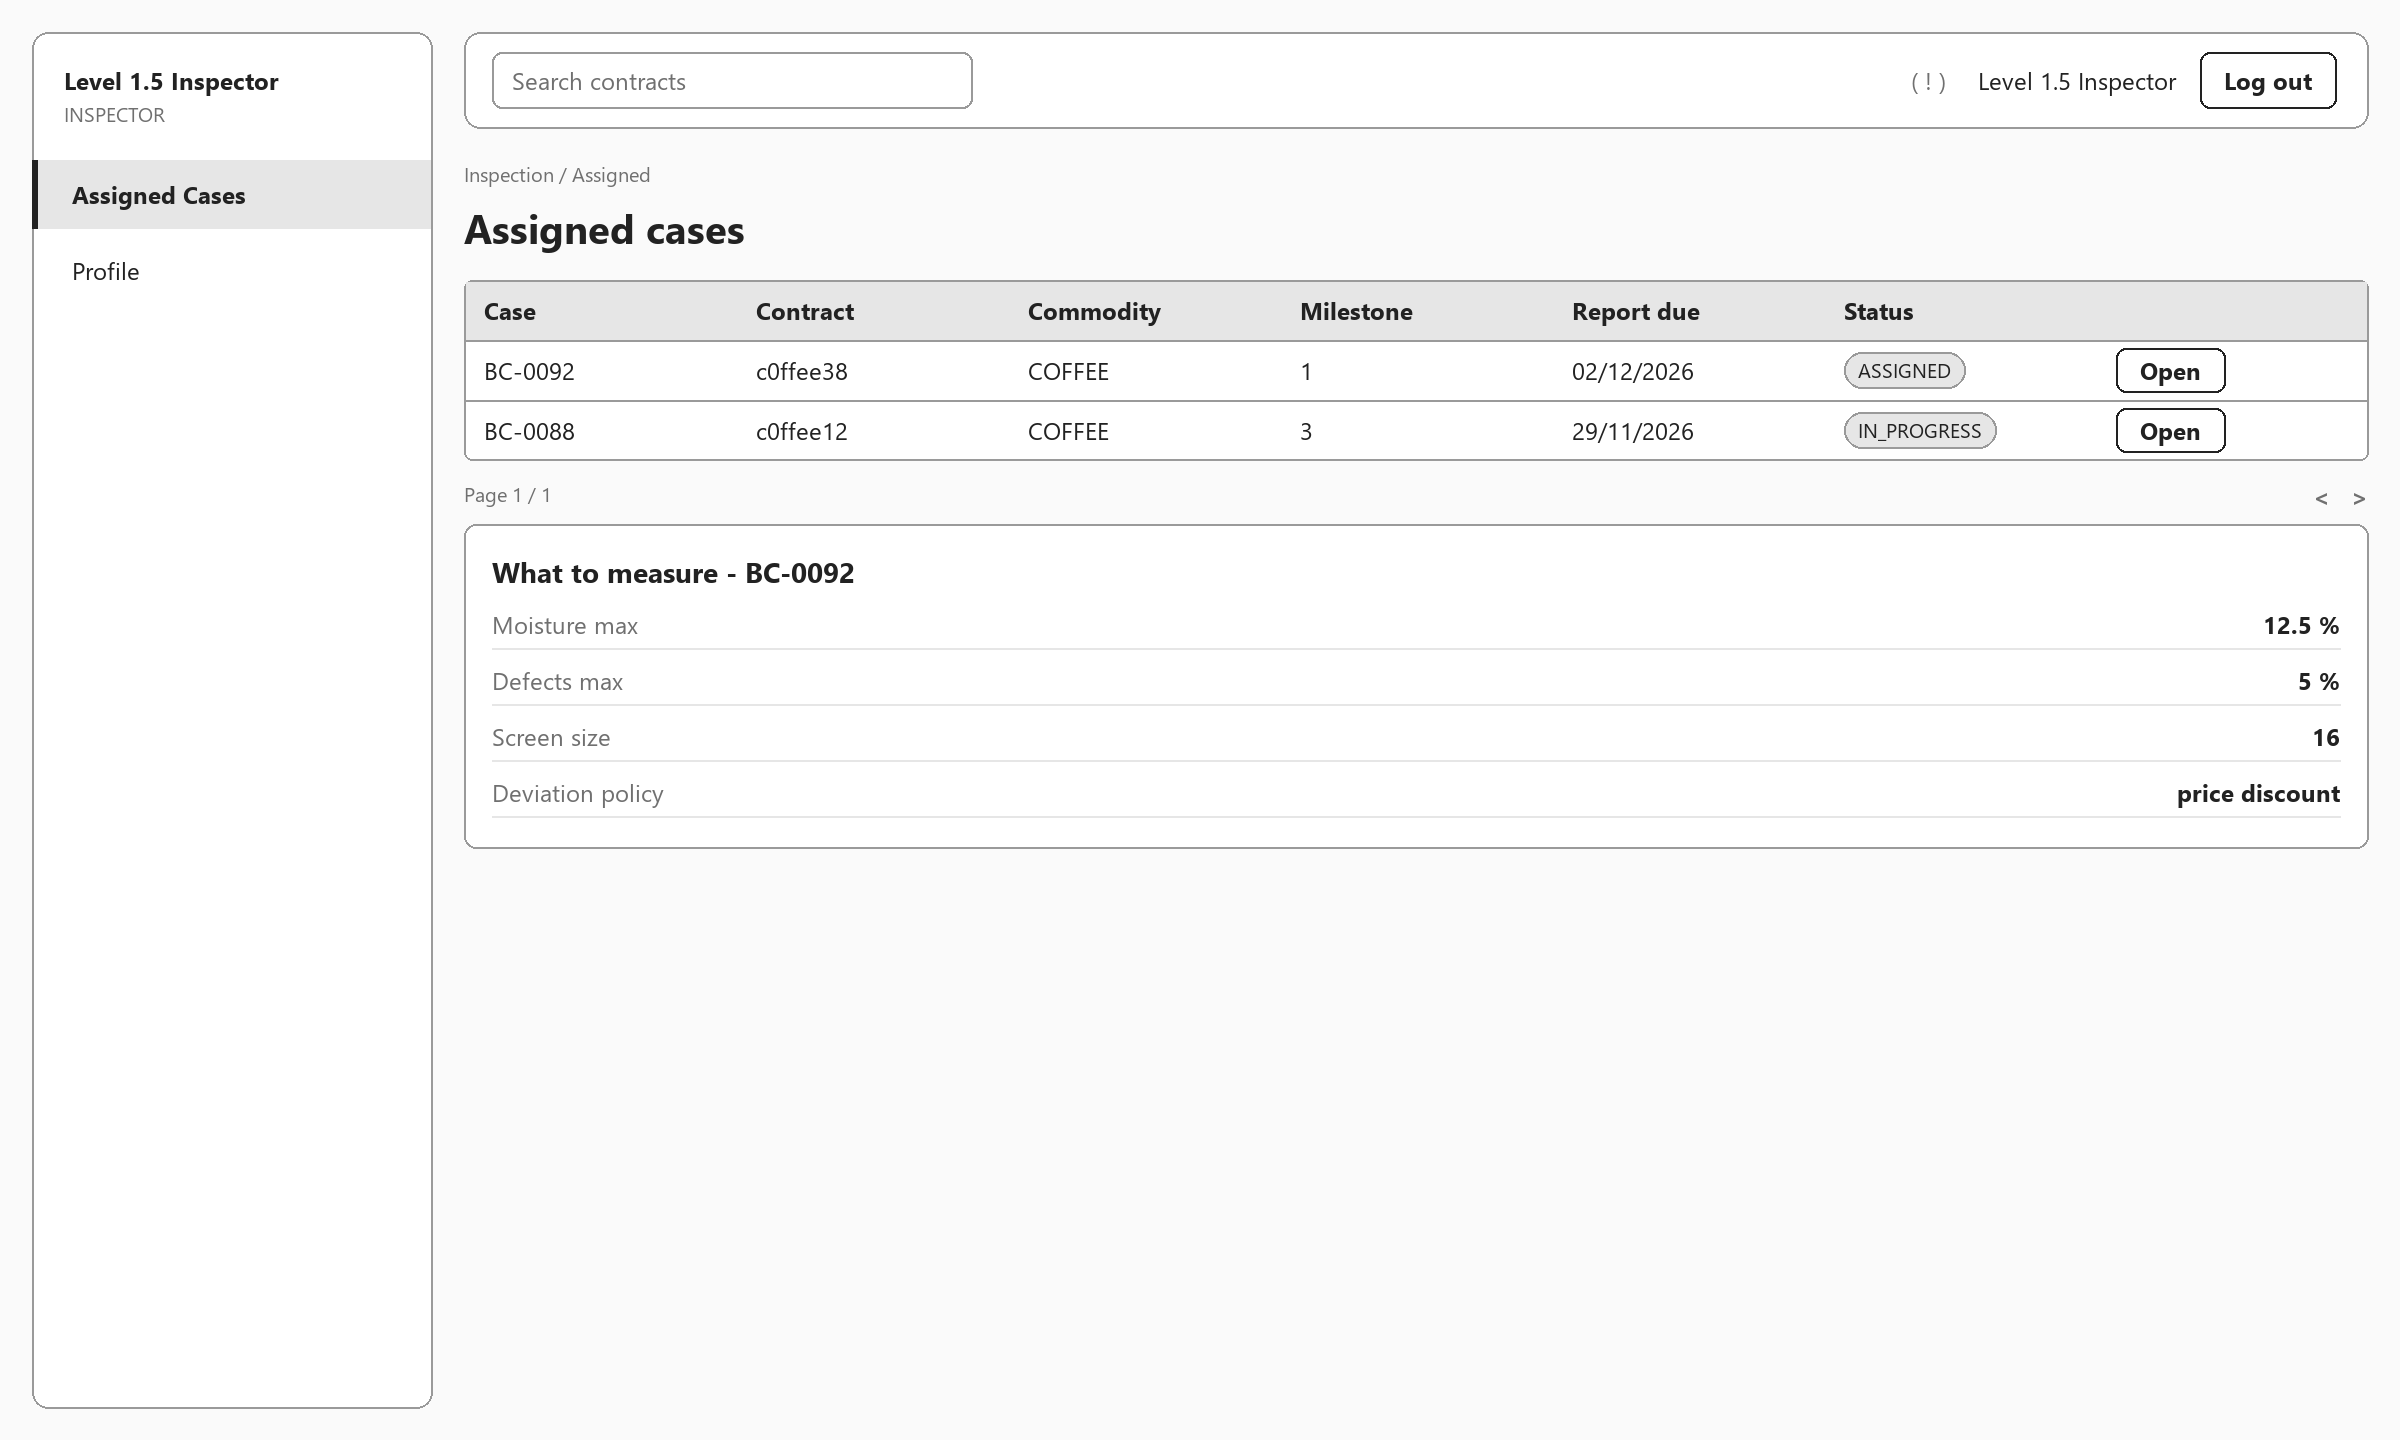 Level 1.5 Inspector
INSPECTOR
Assigned Cases
Profile
Search contracts
( ! ) Level 1.5 Inspector Log out
Inspection / Assigned
Assigned cases
Case Contract Commodity Milestone Report due Status
BC-0092 c0ffee38 COFFEE 1 02/12/2026 ASSIGNED Open
BC-0088 c0ffee12 COFFEE 3 29/11/2026 IN_PROGRESS Open
Page 1 / 1 < >
What to measure - BC-0092
Moisture max 12.5 %
Defects max 5 %
Screen size 16
Deviation policy price discount